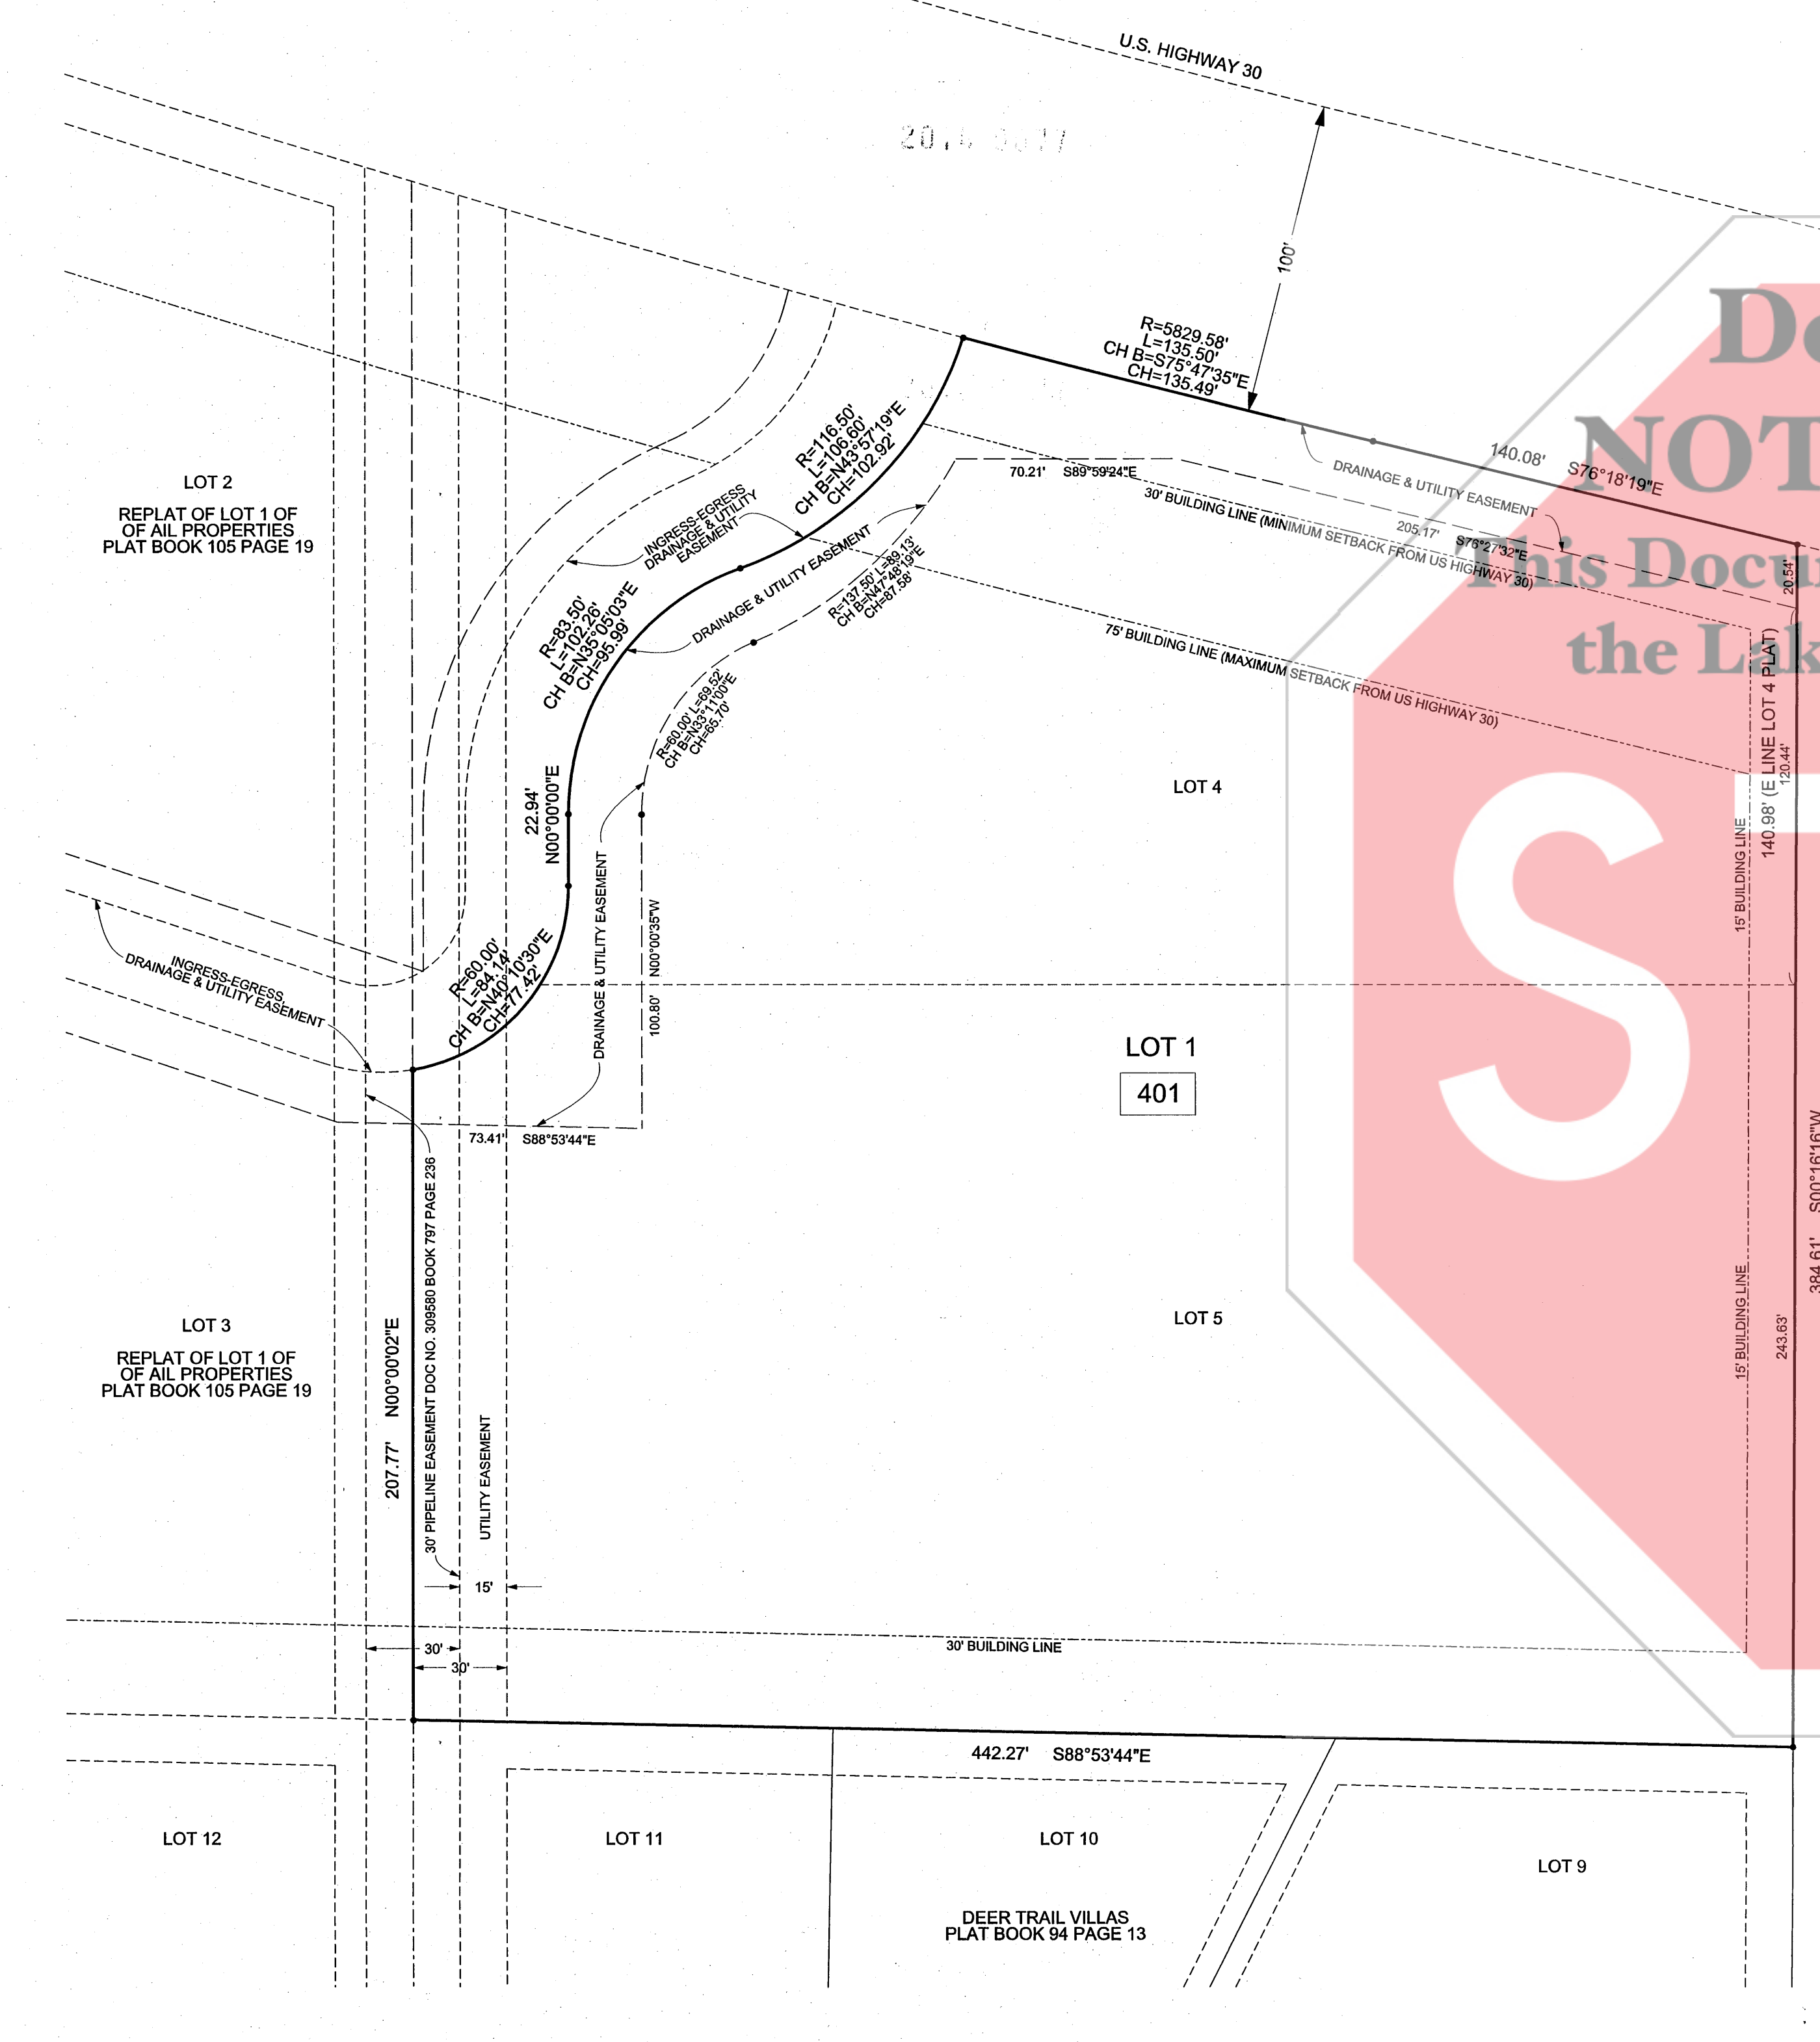 U.S. HIGHWAY 30
100'
R=5829.58'
L=135.50'
CH B=S75°47'35"E
CH=135.49'
140.08' S76°18'19"E
DRAINAGE & UTILITY EASEMENT
NOT
This
the
R=116.50'
L=106.60'
CH B=N43°57'19"E
CH=102.92'
70.21' S89°59'24"E
30' BUILDING LINE (MINIMUM SETBACK FROM US HIGHWAY 30)
205.17' S76°27'32"E
20.54'
LOT 2
REPLAT OF LOT 1 OF
OF AIL PROPERTIES
PLAT BOOK 105 PAGE 19
INGRESS-EGRESS
DRAINAGE & UTILITY
EASEMENT
DRAINAGE & UTILITY EASEMENT
R=137.50' L=89.13'
CH B=N47°48'19"E
CH=87.58'
R=83.50'
L=102.26'
CH B=N35°05'03"E
CH=95.99'
75' BUILDING LINE (MAXIMUM SETBACK FROM US HIGHWAY 30)
R=60.00' L=69.52'
CH B=N33°11'00"E
CH=65.70'
LOT 4
140.98' (E LINE LOT 4 PLAT)
120.44'
15' BUILDING LINE
22.94'
N00°00'00"E
DRAINAGE & UTILITY EASEMENT
100.80' N00°00'35"W
INGRESS-EGRESS,
DRAINAGE & UTILITY EASEMENT
R=60.00'
L=84.14'
CH B=N40°10'30"E
CH=77.42'
LOT 1
401
73.41' S88°53'44"E
384.61' S00°16'16"W
LOT 5
LOT 3
REPLAT OF LOT 1 OF
OF AIL PROPERTIES
PLAT BOOK 105 PAGE 19
207.77' N00°00'02"E
30' PIPELINE EASEMENT DOC NO. 309580 BOOK 797 PAGE 236
UTILITY EASEMENT
15' BUILDING LINE
243.63'
15'
30'
30'
30' BUILDING LINE
442.27' S88°53'44"E
LOT 12
LOT 11
LOT 10
LOT 9
DEER TRAIL VILLAS
PLAT BOOK 94 PAGE 13